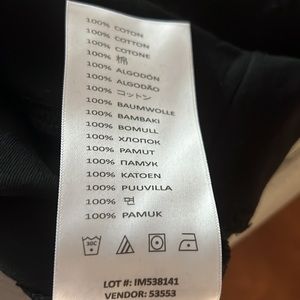 100% COTON
100% COTTON
100% COTONE
100% 棉
100% ALGODÓN
100% ALGODÃO
100% コットン
100% BAUMWOLLE
100% BAMBAKI
100% BOMULL
100% ХЛОПОК
100% PAMUT
100% ПАМУК
100% KATOEN
100% PUUVILLA
100% 면
100% PAMUK
30C
LOT #: IM538141
VENDOR: 53553